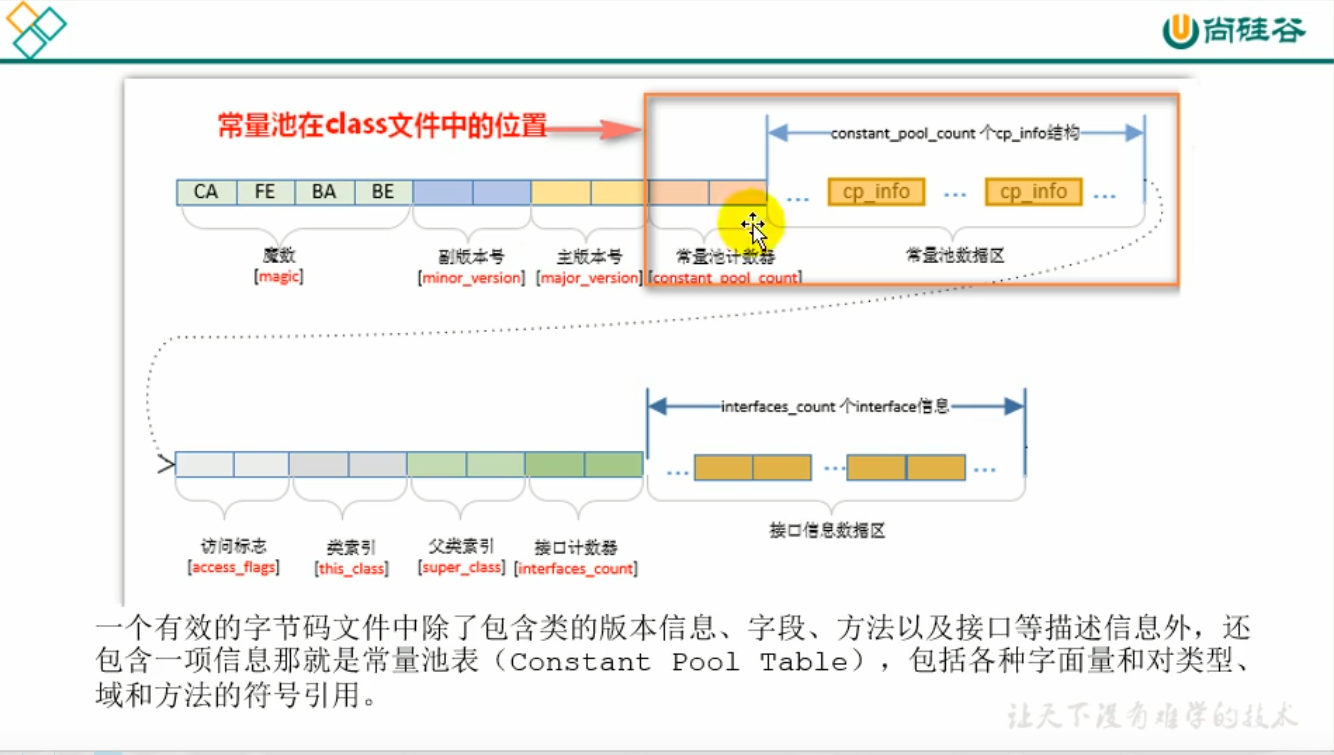 尚硅谷
常量池在class文件中的位置
constant_pool_count 个cp_info结构
CA FE BA BE
... cp_info ... cp_info ...
魔数 副版本号 主版本号 常量池计数器 常量池数据区
[magic] [minor_version] [major_version] [constant_pool_count]
interfaces_count 个interface信息
... ... ...
接口信息数据区
访问标志 类索引 父类索引 接口计数器
[access_flags] [this_class] [super_class] [interfaces_count]
一个有效的字节码文件中除了包含类的版本信息、字段、方法以及接口等描述信息外，还
包含一项信息那就是常量池表（Constant Pool Table），包括各种字面量和对类型、
域和方法的符号引用。
让天下没有难学的技术